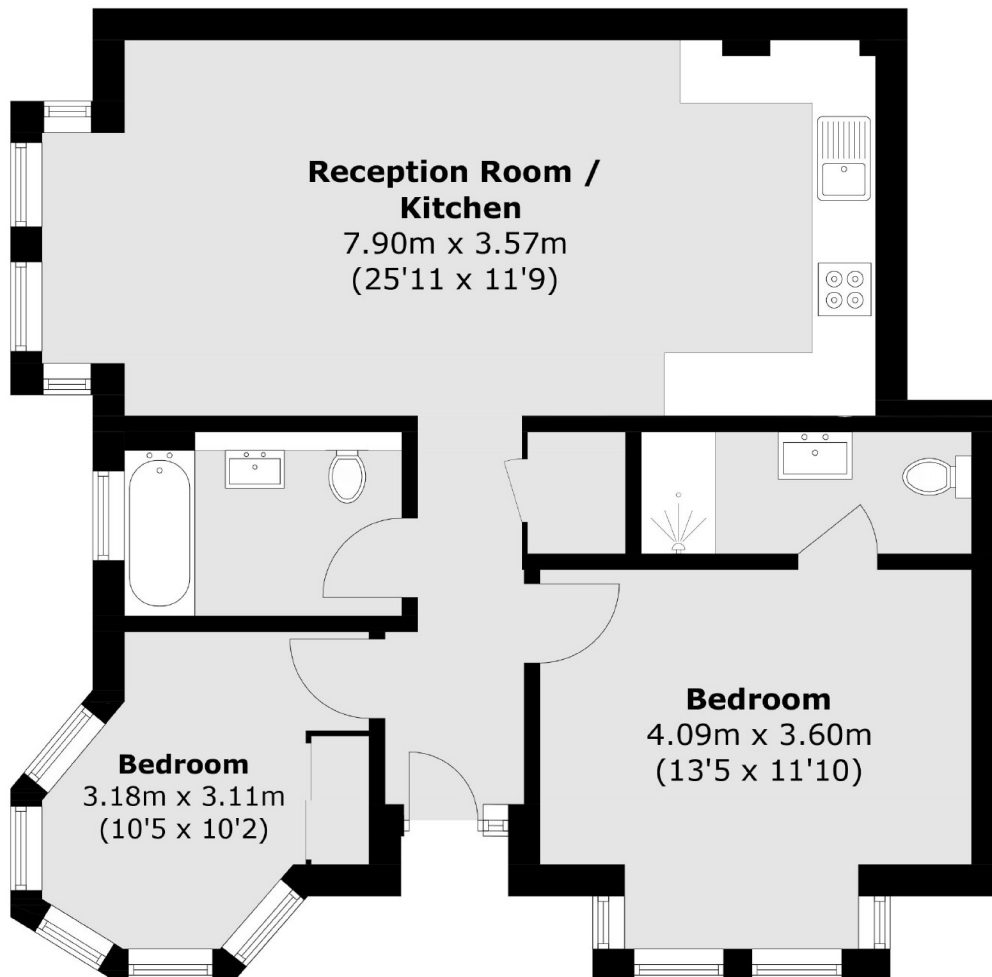 Reception Room /
Kitchen
7.90m x 3.57m
(25'11 x 11'9)
Bedroom
4.09m x 3.60m
(13'5 x 11'10)
Bedroom
3.18m x 3.11m
(10'5 x 10'2)